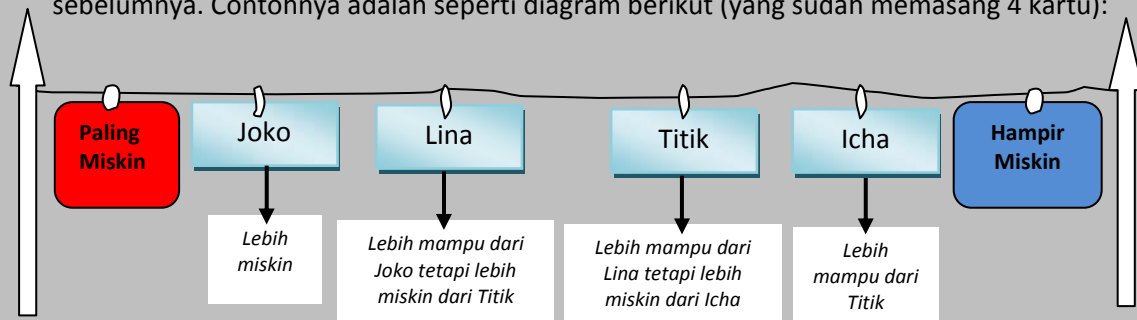 sebelumnya. Contohnya adalah seperti diagram berikut (yang sudah memasang 4 kartu):
Paling
Miskin
Joko
Lina
Titik
Icha
Hampir
Miskin
Lebih
miskin
Lebih mampu dari
Joko tetapi lebih
miskin dari Titik
Lebih mampu dari
Lina tetapi lebih
miskin dari Icha
Lebih
mampu dari
Titik